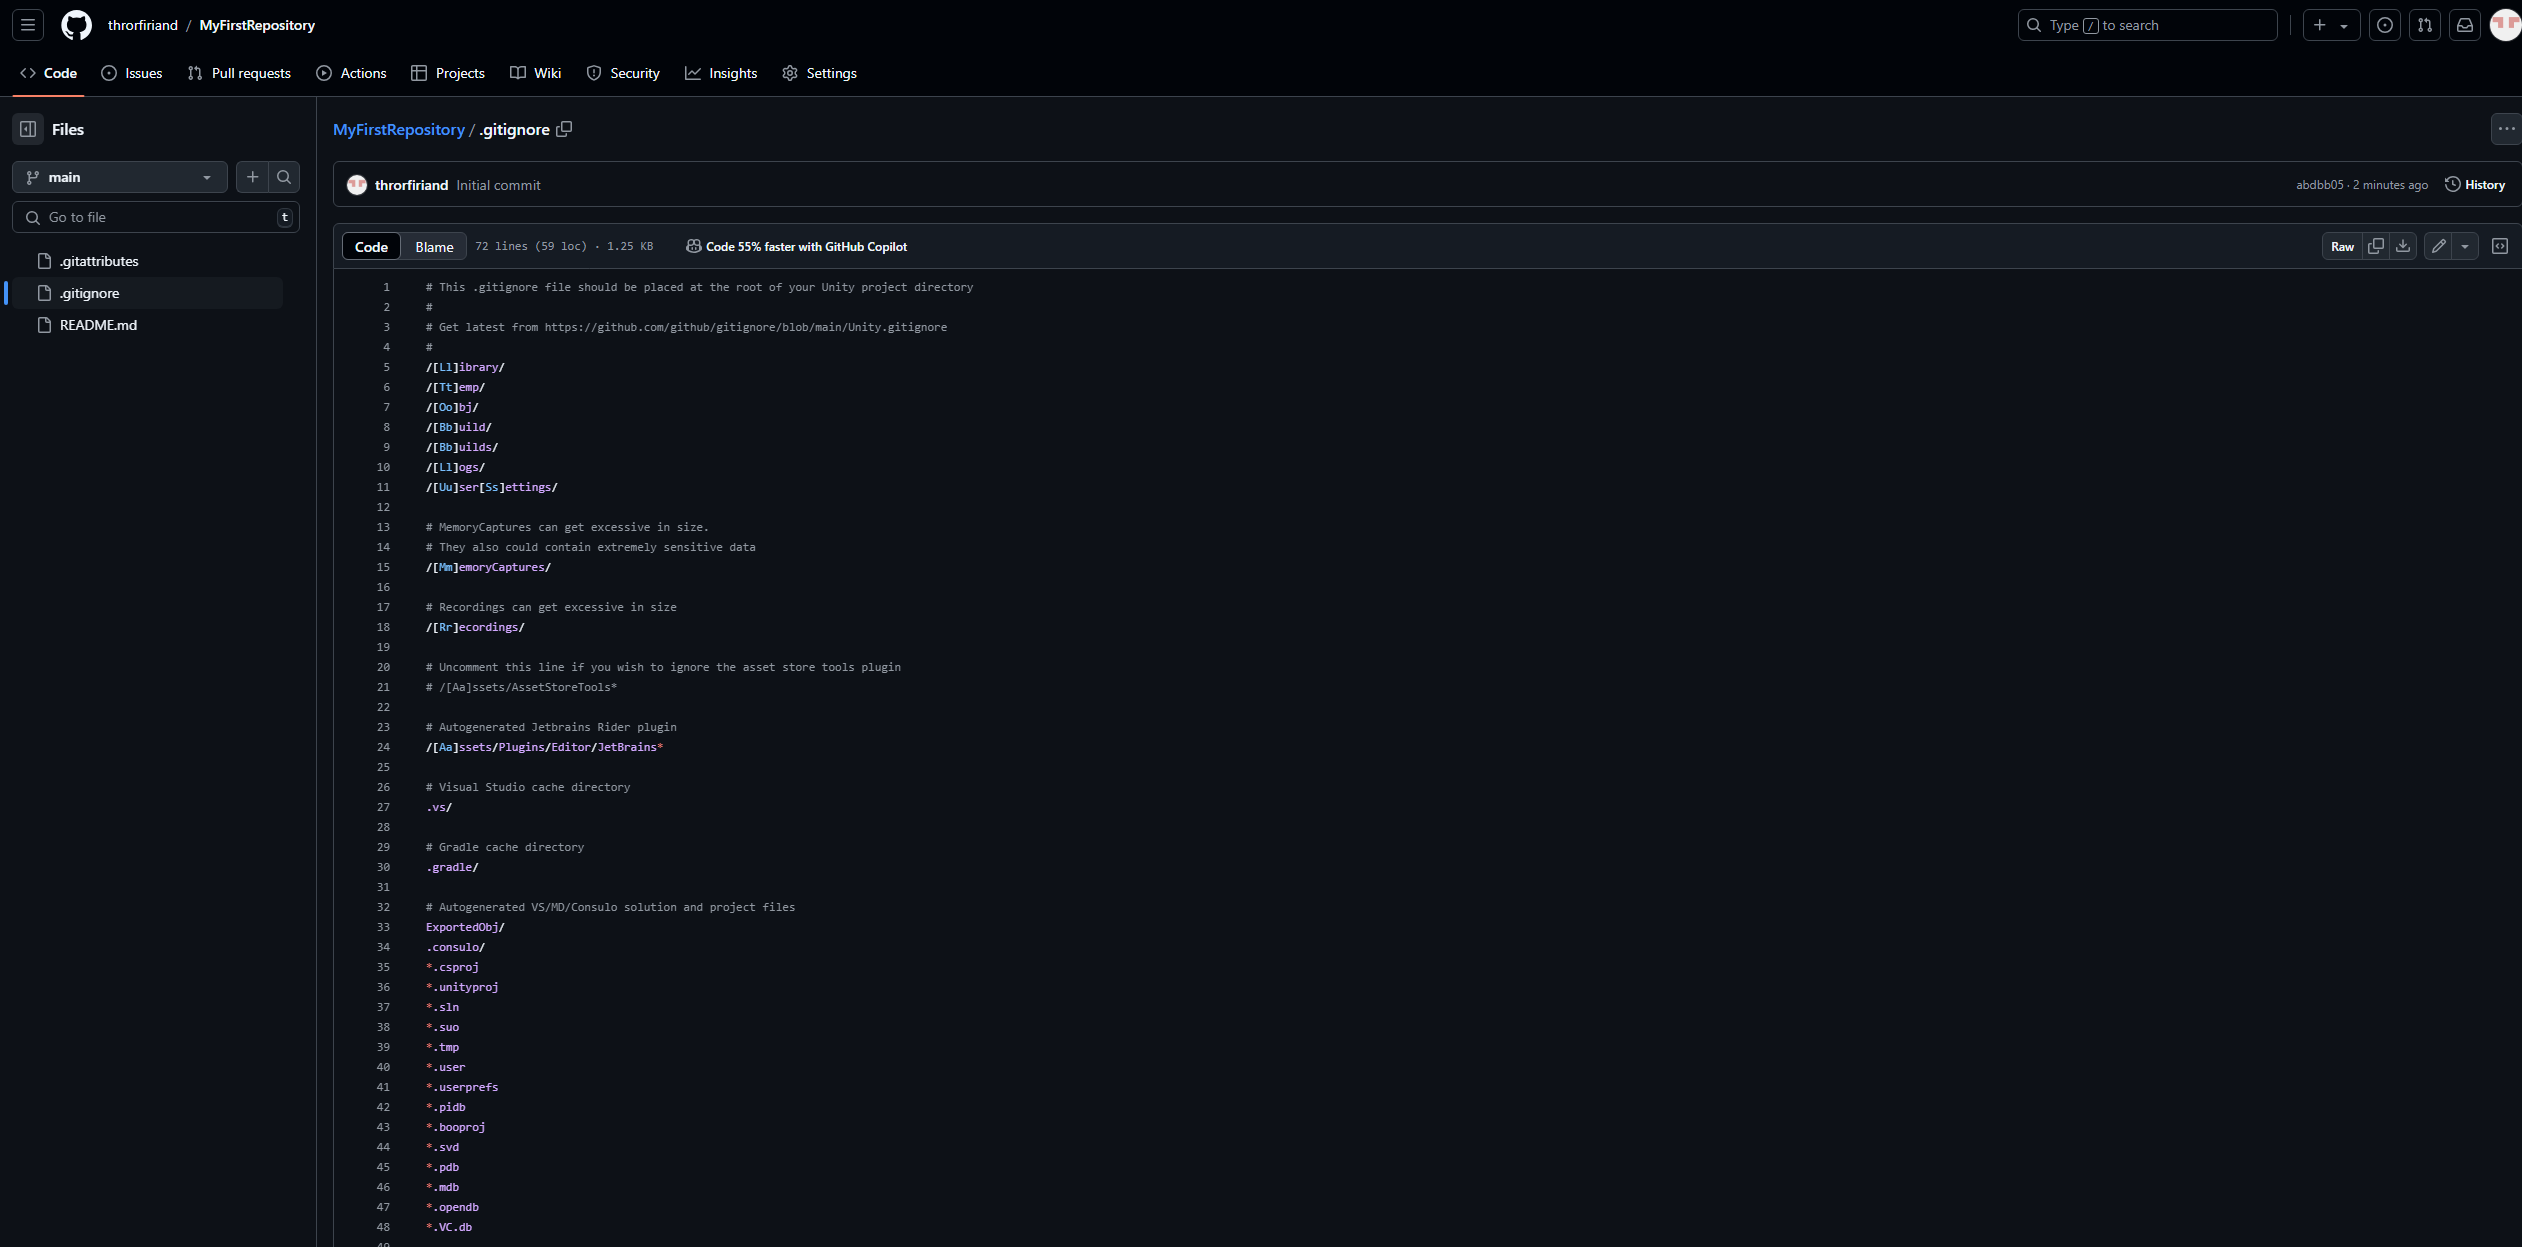 throrfiriand / MyFirstRepository
Type / to search
Code Issues Pull requests Actions Projects Wiki Security Insights Settings
Files
MyFirstRepository / .gitignore
main
throrfiriand Initial commit
abdbb05 · 2 minutes ago History
Go to file t
Code Blame 72 lines (59 loc) · 1.25 KB Code 55% faster with GitHub Copilot Raw
.gitattributes
.gitignore
README.md
1 # This .gitignore file should be placed at the root of your Unity project directory
2 #
3 # Get latest from https://github.com/github/gitignore/blob/main/Unity.gitignore
4 #
5 /[Ll]ibrary/
6 /[Tt]emp/
7 /[Oo]bj/
8 /[Bb]uild/
9 /[Bb]uilds/
10 /[Ll]ogs/
11 /[Uu]ser[Ss]ettings/
12
13 # MemoryCaptures can get excessive in size.
14 # They also could contain extremely sensitive data
15 /[Mm]emoryCaptures/
16
17 # Recordings can get excessive in size
18 /[Rr]ecordings/
19
20 # Uncomment this line if you wish to ignore the asset store tools plugin
21 # /[Aa]ssets/AssetStoreTools*
22
23 # Autogenerated Jetbrains Rider plugin
24 /[Aa]ssets/Plugins/Editor/JetBrains*
25
26 # Visual Studio cache directory
27 .vs/
28
29 # Gradle cache directory
30 .gradle/
31
32 # Autogenerated VS/MD/Consulo solution and project files
33 ExportedObj/
34 .consulo/
35 *.csproj
36 *.unityproj
37 *.sln
38 *.suo
39 *.tmp
40 *.user
41 *.userprefs
42 *.pidb
43 *.booproj
44 *.svd
45 *.pdb
46 *.mdb
47 *.opendb
48 *.VC.db
49